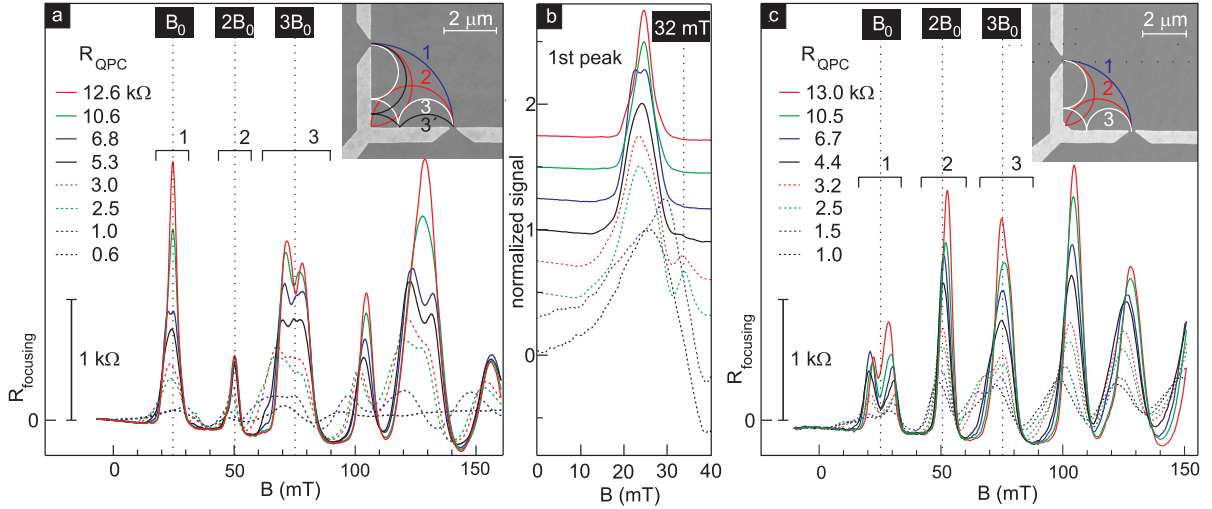 a
B₀
2B₀
3B₀
2 μm
R_QPC
12.6 kΩ
10.6
6.8
5.3
3.0
2.5
1.0
0.6
1
2
3
1
2
3
3´
1 kΩ
0
R_focusing
0
50
100
150
B (mT)
b
32 mT
1st peak
2
1
0
normalized signal
0
10
20
30
40
B (mT)
c
B₀
2B₀
3B₀
2 μm
R_QPC
13.0 kΩ
10.5
6.7
4.4
3.2
2.5
1.5
1.0
1
2
3
1
2
3
1 kΩ
0
R_focusing
0
50
100
150
B (mT)